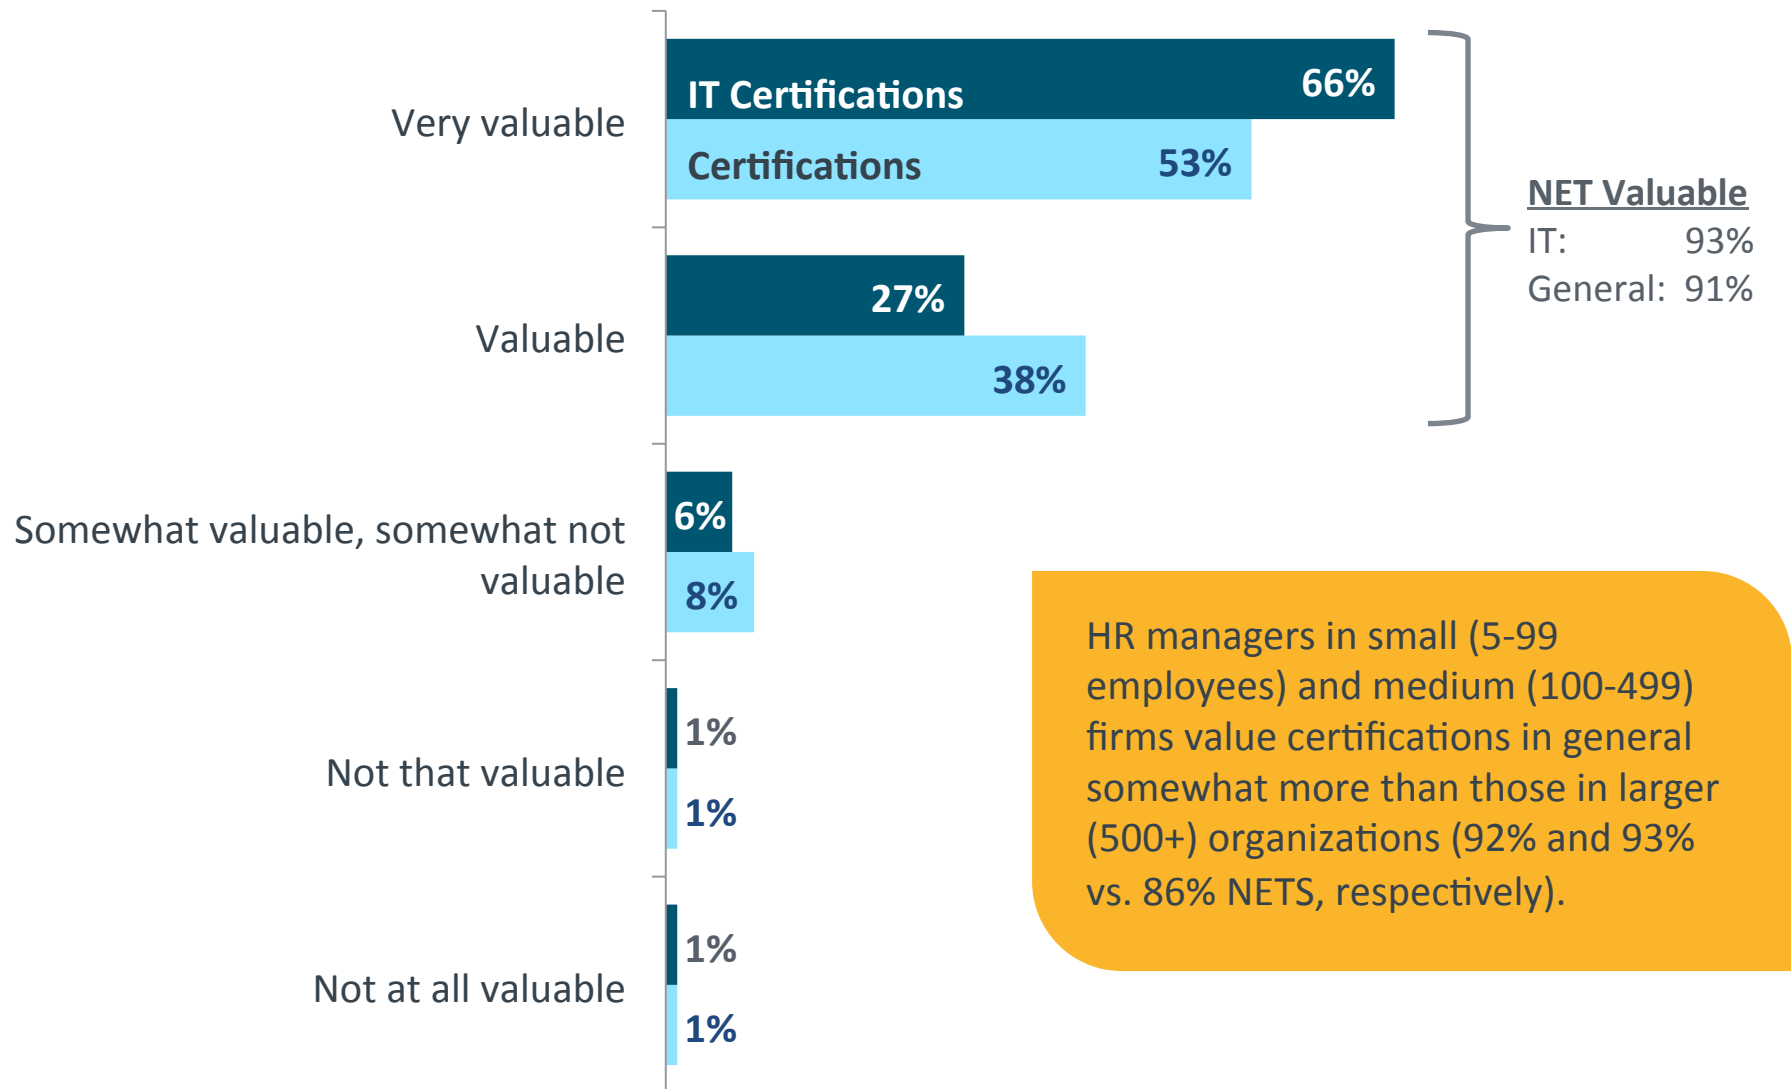 Very valuable
IT Certifications 66%
Certifications 53%
NET Valuable
IT: 93%
General: 91%
Valuable
27%
38%
Somewhat valuable, somewhat not
valuable
6%
8%
HR managers in small (5-99
employees) and medium (100-499)
firms value certifications in general
somewhat more than those in larger
(500+) organizations (92% and 93%
vs. 86% NETS, respectively).
Not that valuable
1%
1%
Not at all valuable
1%
1%